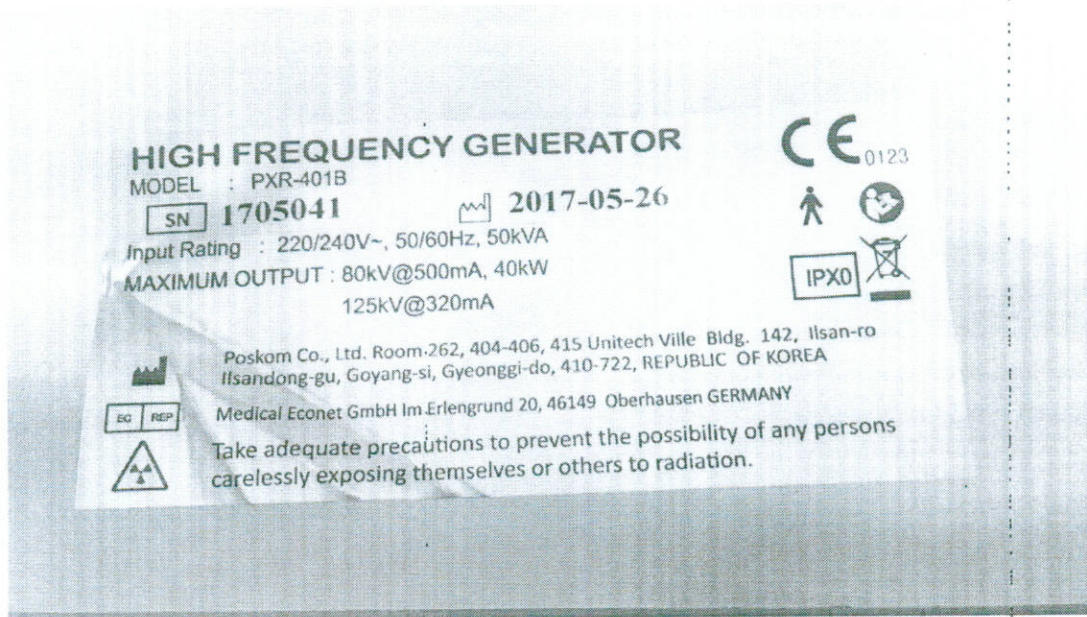 HIGH FREQUENCY GENERATOR
MODEL : PXR-401B
SN 1705041 2017-05-26
Input Rating : 220/240V~, 50/60Hz, 50kVA
MAXIMUM OUTPUT : 80kV@500mA, 40kW
125kV@320mA
CE 0123
IPX0
Poskom Co., Ltd. Room.262, 404-406, 415 Unitech Ville Bldg. 142, Ilsan-ro
Ilsandong-gu, Goyang-si, Gyeonggi-do, 410-722, REPUBLIC OF KOREA
EC REP Medical Econet GmbH Im Erlengrund 20, 46149 Oberhausen GERMANY
Take adequate precautions to prevent the possibility of any persons
carelessly exposing themselves or others to radiation.